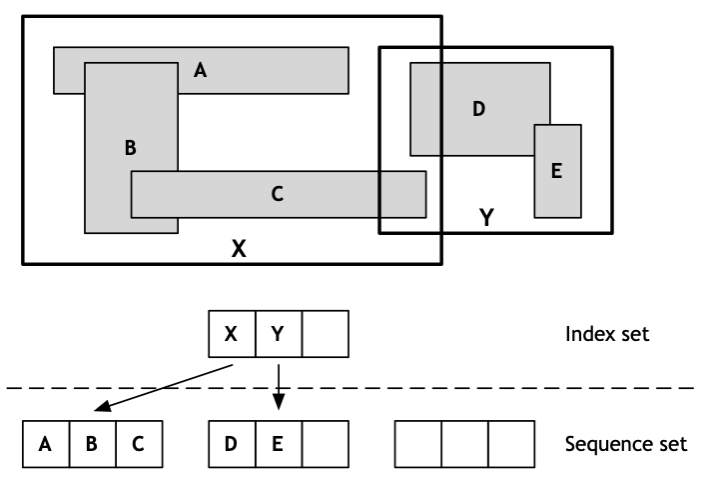 A
B
C
D
E
X
Y
X Y
Index set
A B C
D E
Sequence set